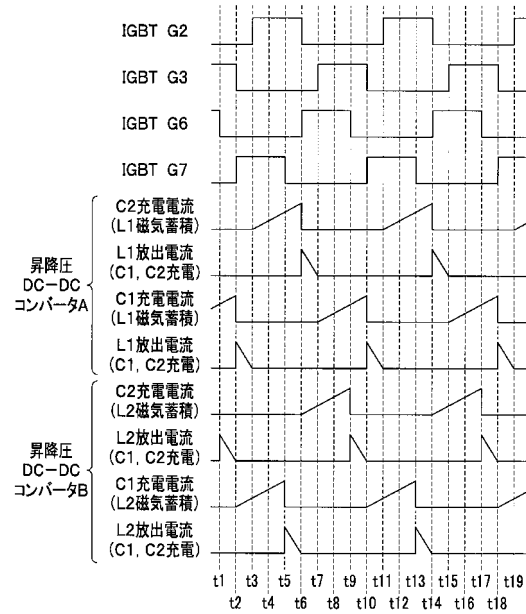 IGBT G2
IGBT G3
IGBT G6
IGBT G7
昇降圧
DC−DC
コンバータA
C2充電電流
(L1磁気蓄積)
L1放出電流
(C1, C2充電)
C1充電電流
(L1磁気蓄積)
L1放出電流
(C1, C2充電)
昇降圧
DC−DC
コンバータB
C2充電電流
(L2磁気蓄積)
L2放出電流
(C1, C2充電)
C1充電電流
(L2磁気蓄積)
L2放出電流
(C1, C2充電)
t1 t3 t5 t7 t9 t11 t13 t15 t17 t19
t2 t4 t6 t8 t10 t12 t14 t16 t18